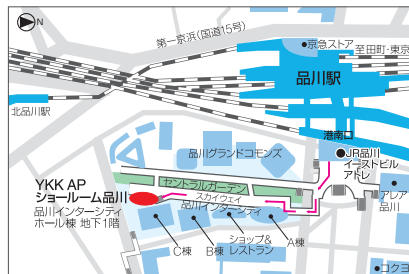 N
第一京浜(国道15号)
京急ストア
至田町・東京
品川駅
北品川駅
港南口
JR品川
イーストビル
アトレ
品川グランドコモンズ
セントラルガーデン
スカイウェイ
品川インターシティ
アレア
品川
YKK AP
ショールーム品川
品川インターシティ
ホール棟 地下1階
C棟
B棟
ショップ&
レストラン
A棟
コクヨ